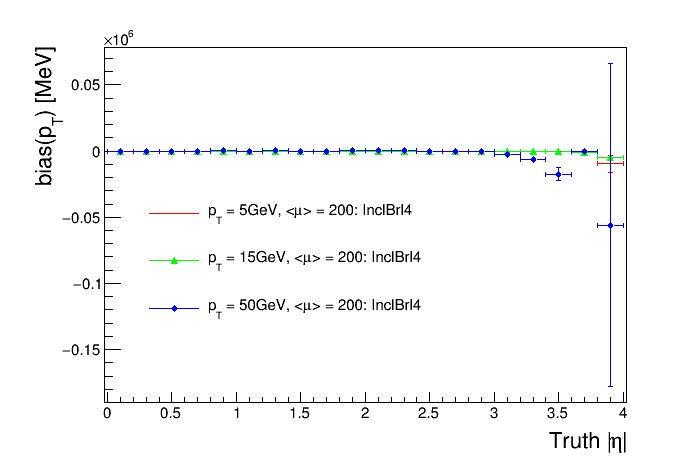 ×10⁶
bias(p_T) [MeV]
0.05
0
−0.05
−0.1
−0.15
p_T = 5GeV, <μ> = 200: InclBrl4
p_T = 15GeV, <μ> = 200: InclBrl4
p_T = 50GeV, <μ> = 200: InclBrl4
0 0.5 1 1.5 2 2.5 3 3.5 4
Truth |η|